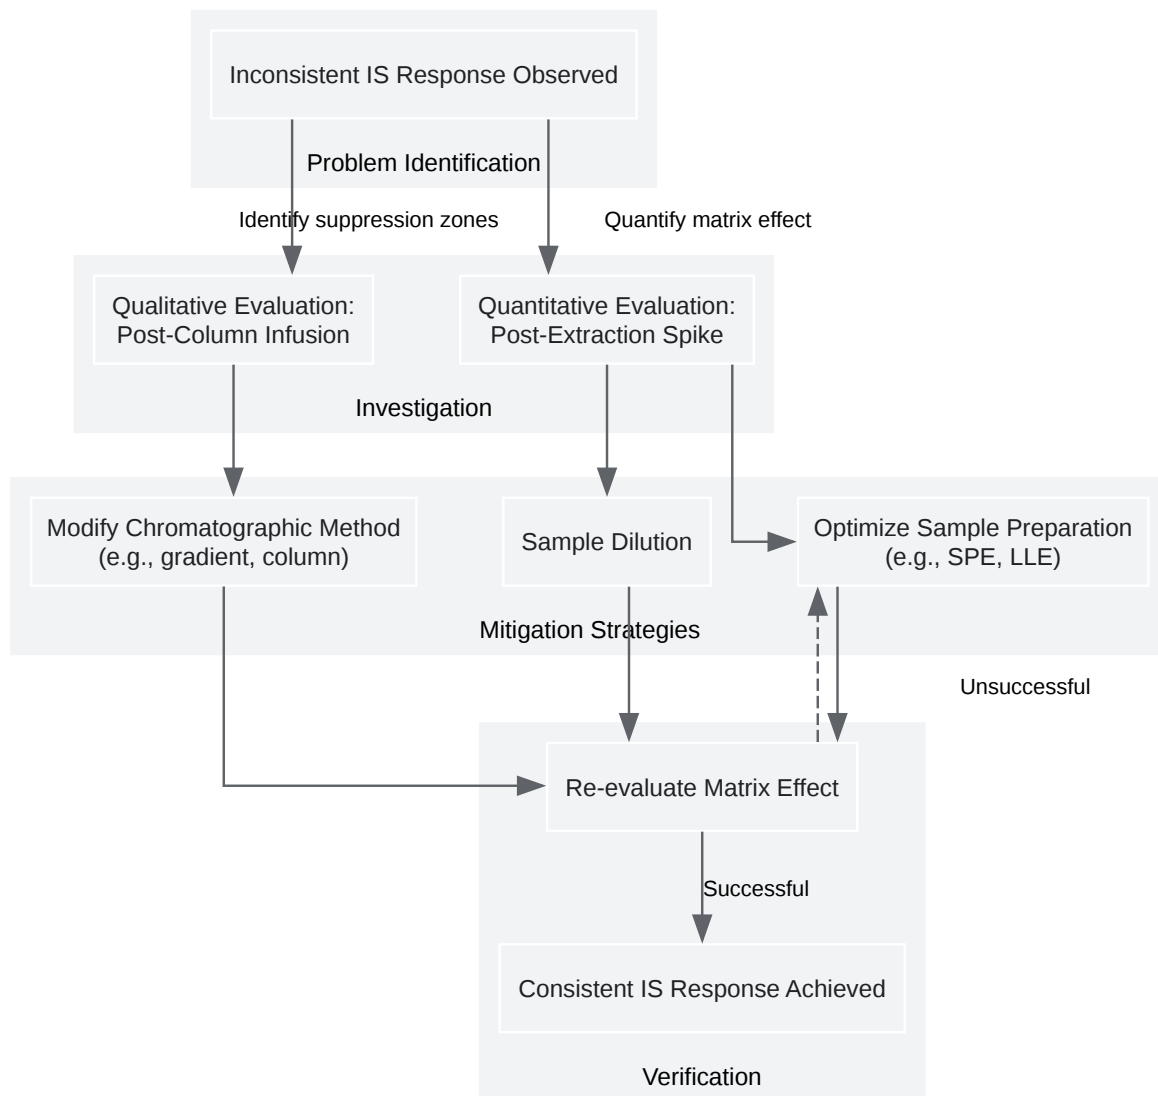 Inconsistent IS Response Observed
Problem Identification
Identify suppression zones
Quantify matrix effect
Qualitative Evaluation:
Post-Column Infusion
Quantitative Evaluation:
Post-Extraction Spike
Investigation
Modify Chromatographic Method
(e.g., gradient, column)
Sample Dilution
Optimize Sample Preparation
(e.g., SPE, LLE)
Mitigation Strategies
Unsuccessful
Re-evaluate Matrix Effect
Successful
Consistent IS Response Achieved
Verification